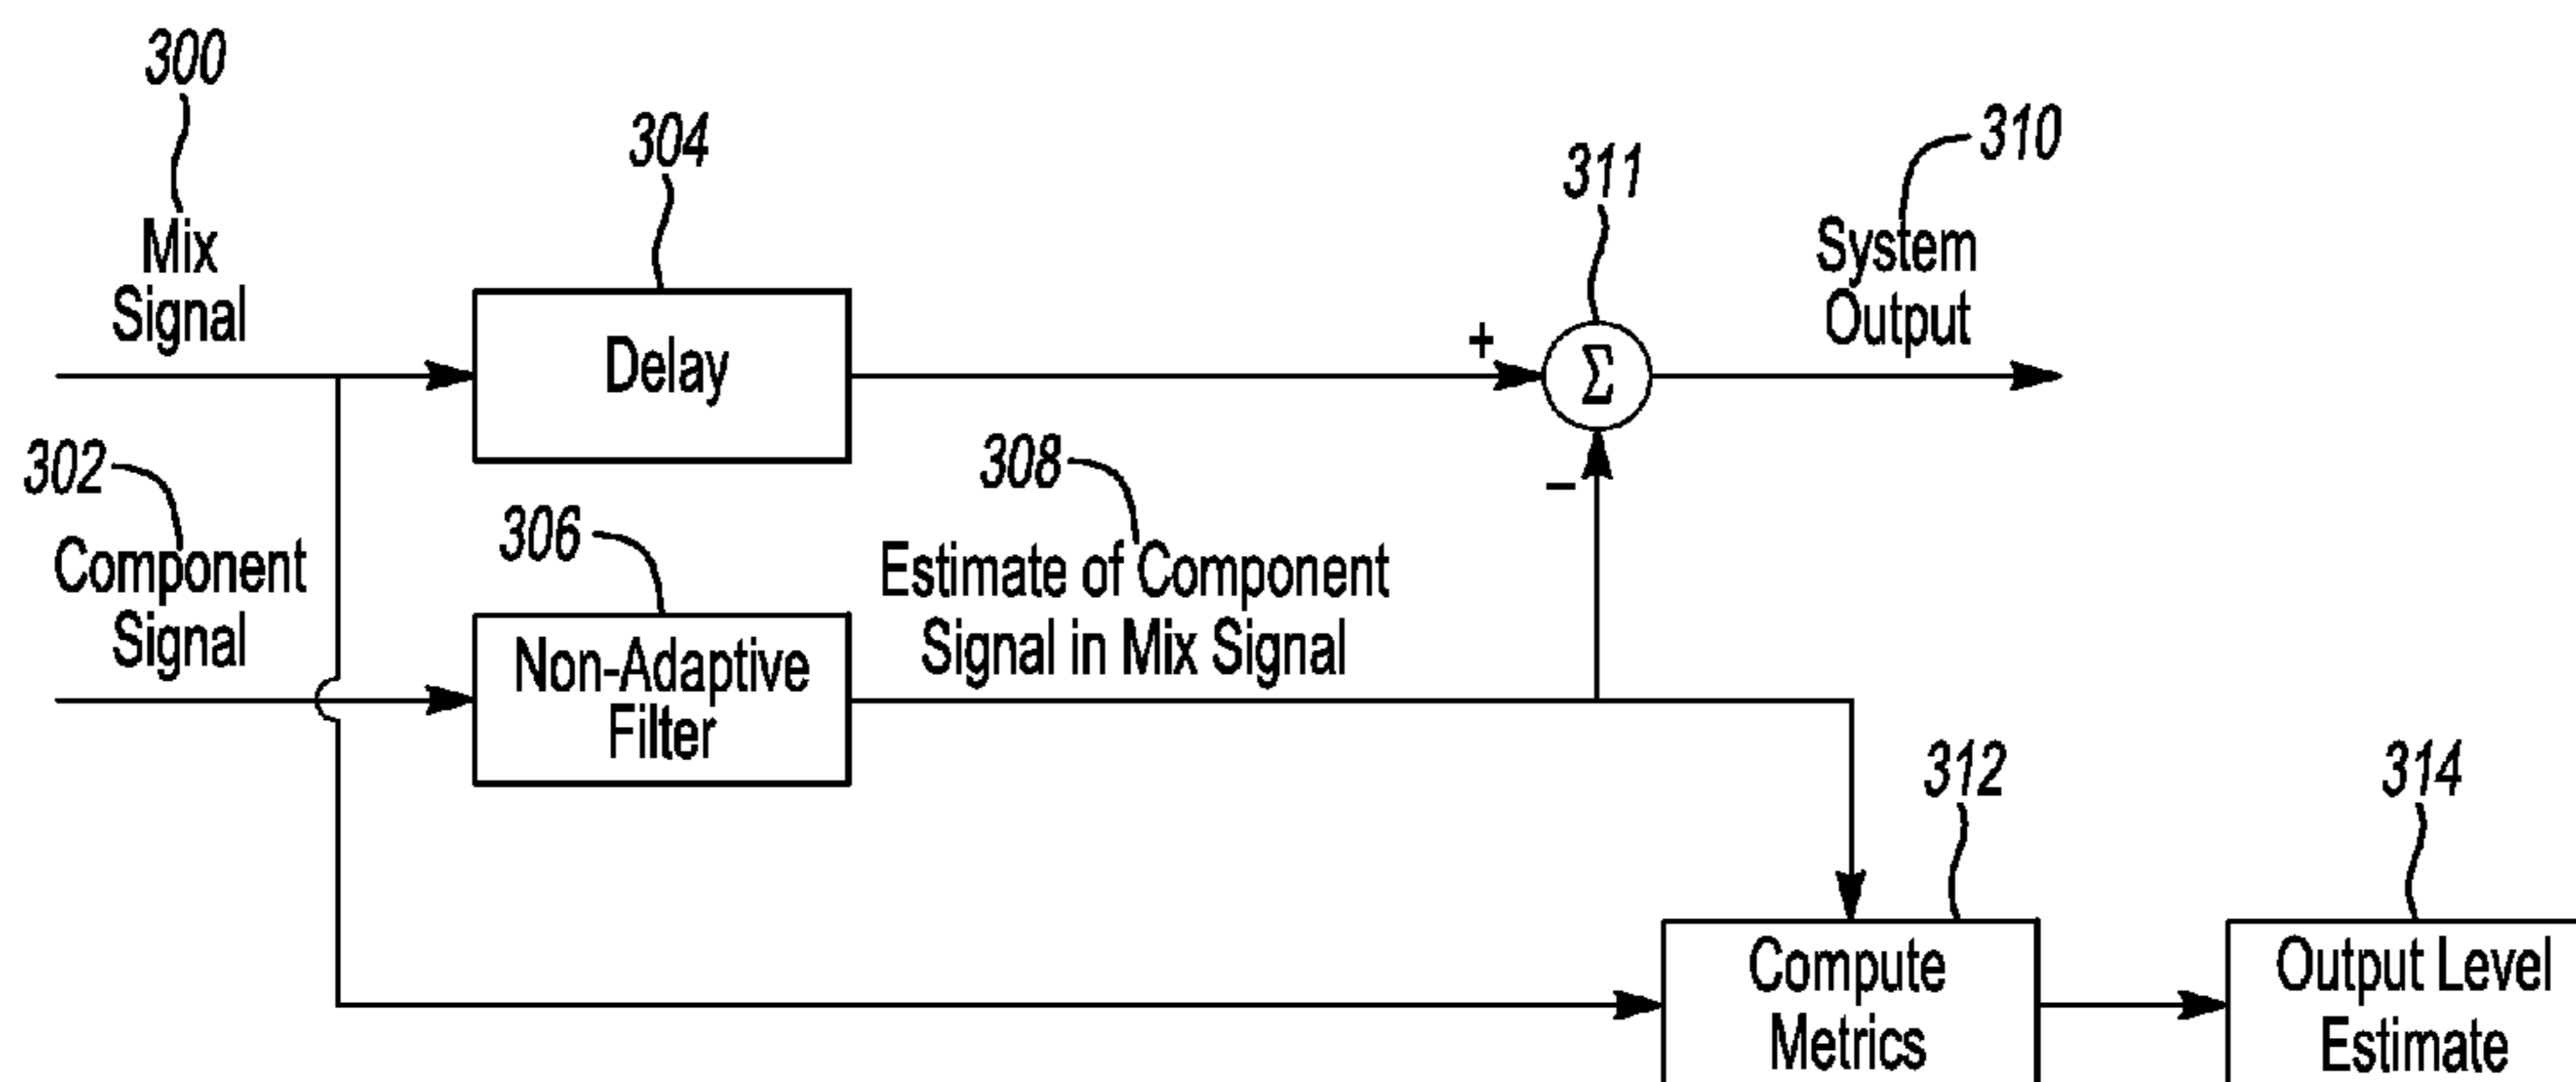 300
Mix
Signal
304
Delay
311
+
Σ
−
310
System
Output
302
Component
Signal
306
Non-Adaptive
Filter
308
Estimate of Component
Signal in Mix Signal
312
Compute
Metrics
314
Output Level
Estimate